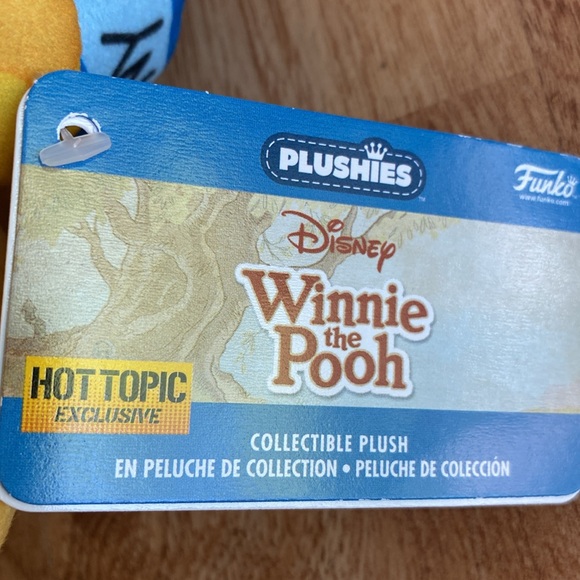 PLUSHIES™
Funko
www.funko.com
Disney
Winnie
the
Pooh
HOT TOPIC
EXCLUSIVE
COLLECTIBLE PLUSH
EN PELUCHE DE COLLECTION • PELUCHE DE COLECCIÓN